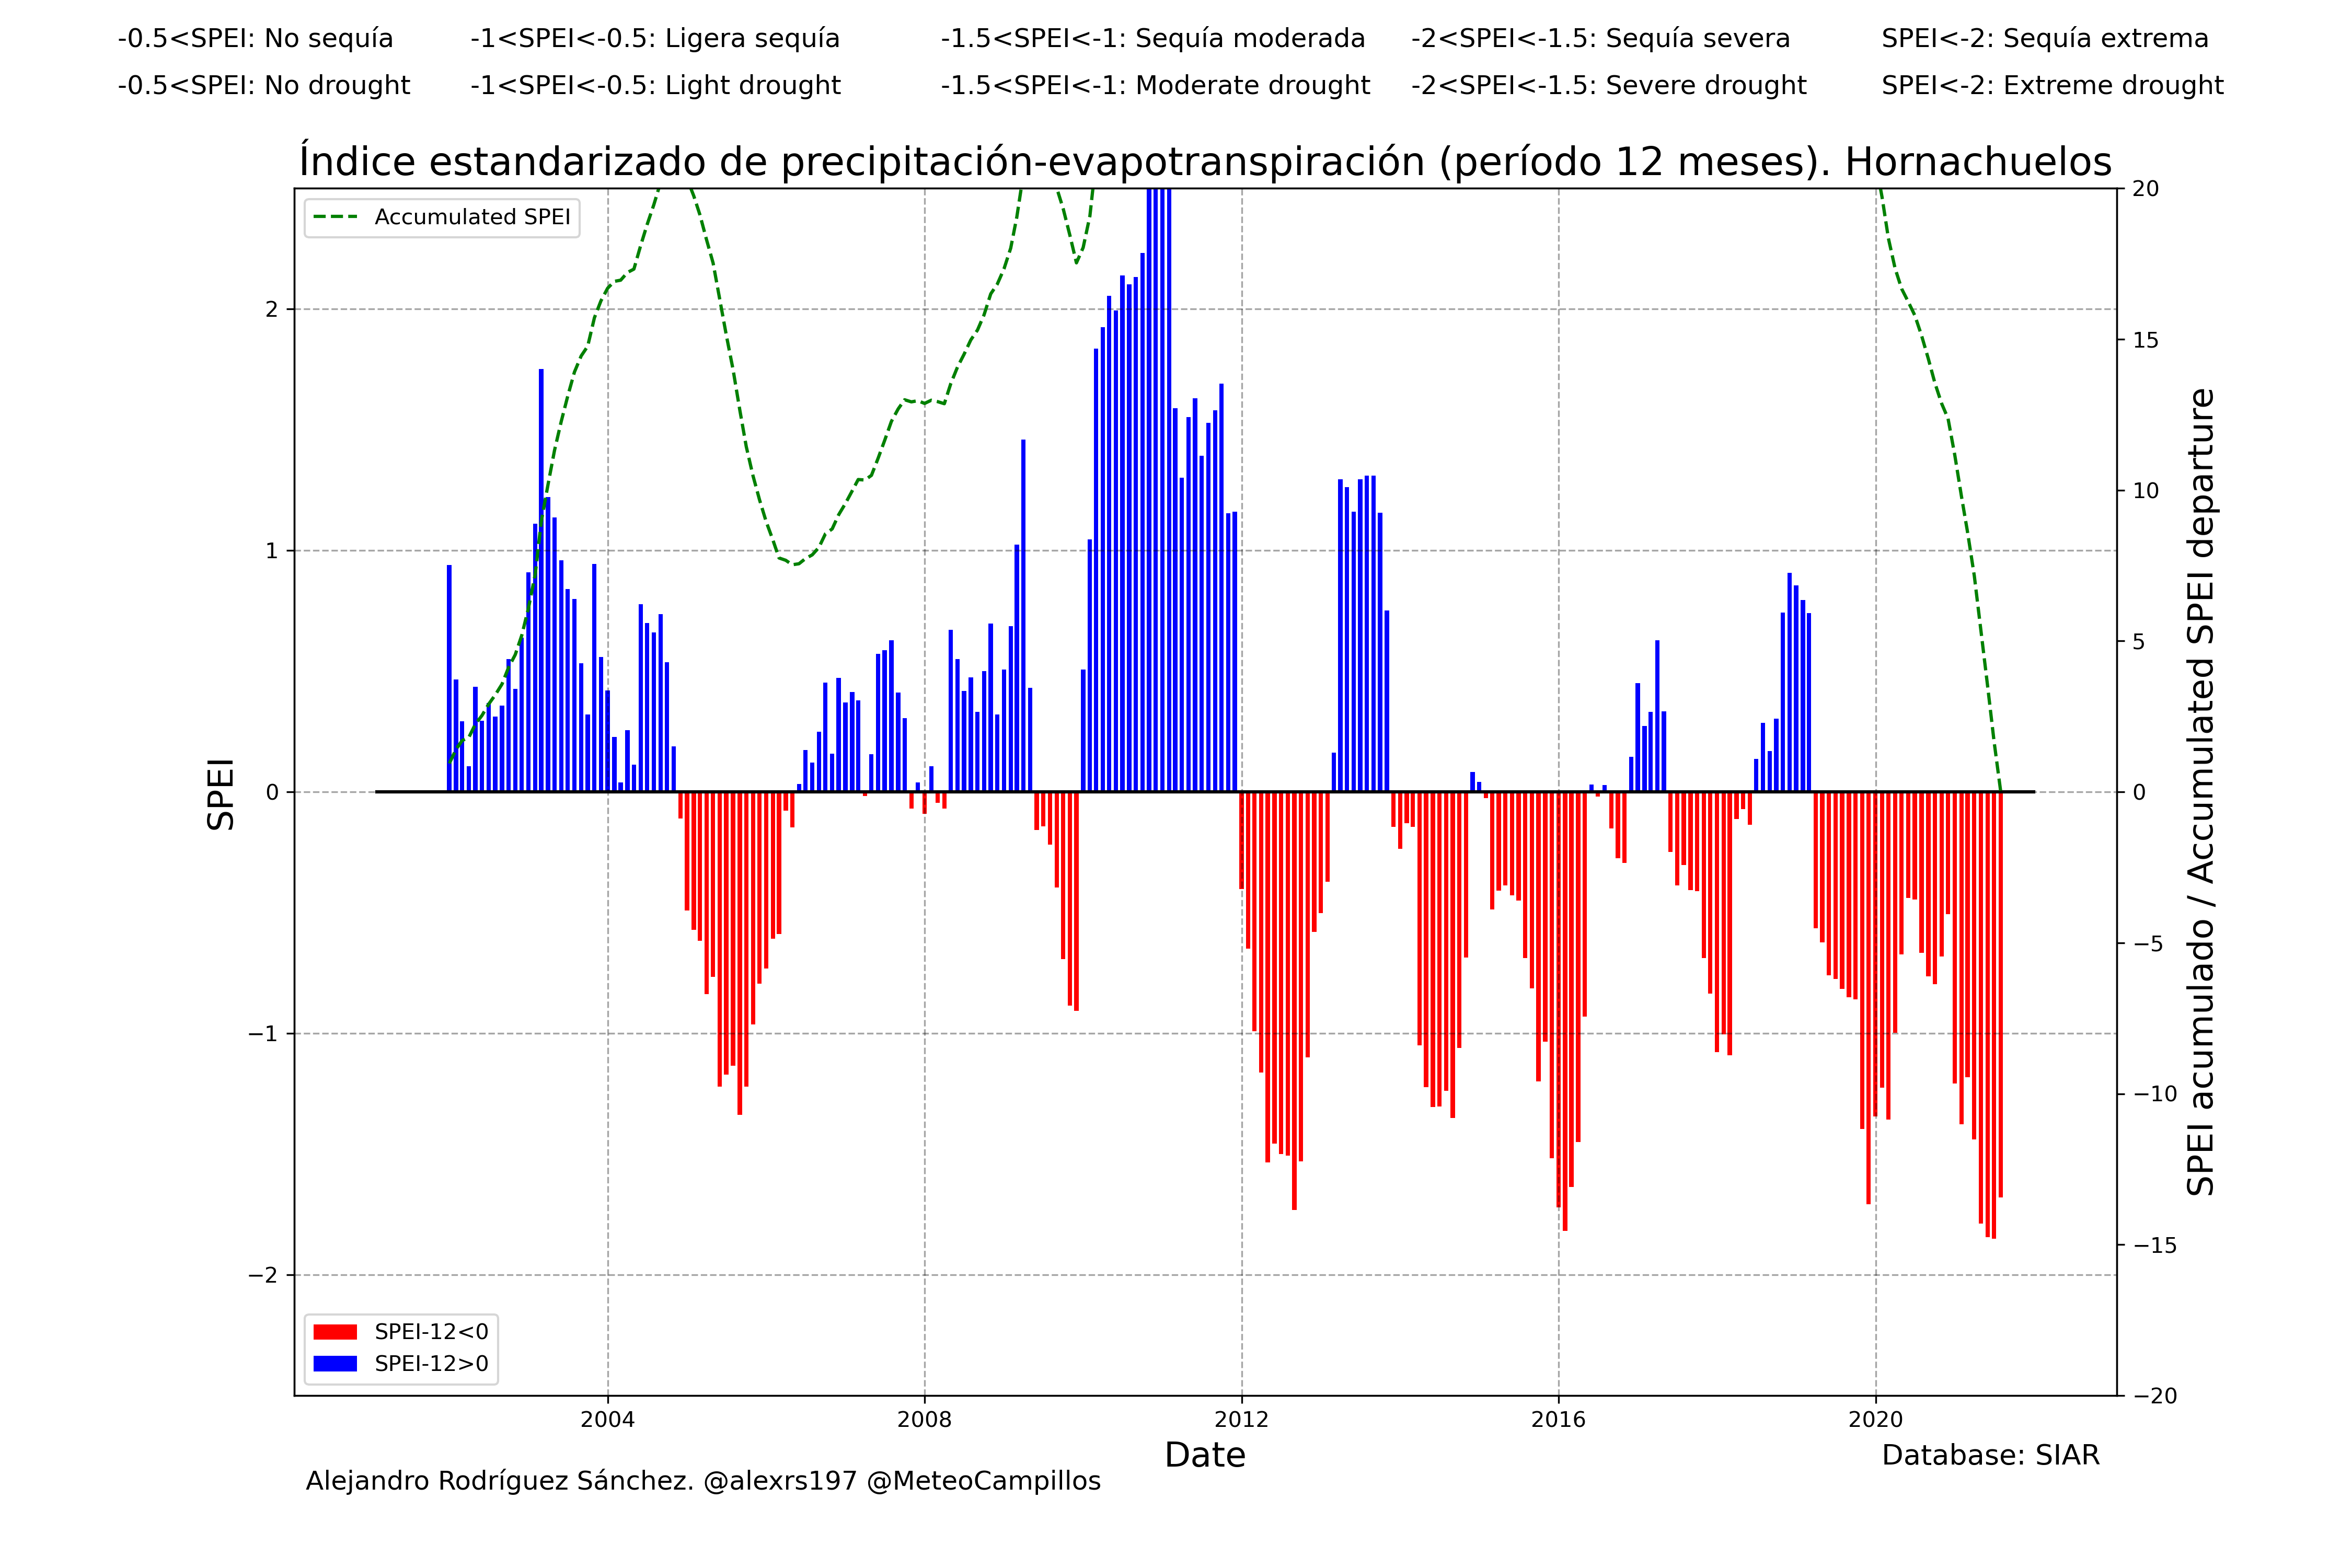 -0.5<SPEI: No sequía -1<SPEI<-0.5: Ligera sequía -1.5<SPEI<-1: Sequía moderada -2<SPEI<-1.5: Sequía severa SPEI<-2: Sequía extrema
-0.5<SPEI: No drought -1<SPEI<-0.5: Light drought -1.5<SPEI<-1: Moderate drought -2<SPEI<-1.5: Severe drought SPEI<-2: Extreme drought
Índice estandarizado de precipitación-evapotranspiración (período 12 meses). Hornachuelos
Accumulated SPEI
SPEI
2
1
0
−1
−2
20
15
10
5
0
−5
−10
−15
−20
SPEI acumulado / Accumulated SPEI departure
SPEI-12<0
SPEI-12>0
2004 2008 2012 2016 2020
Date
Database: SIAR
Alejandro Rodríguez Sánchez. @alexrs197 @MeteoCampillos